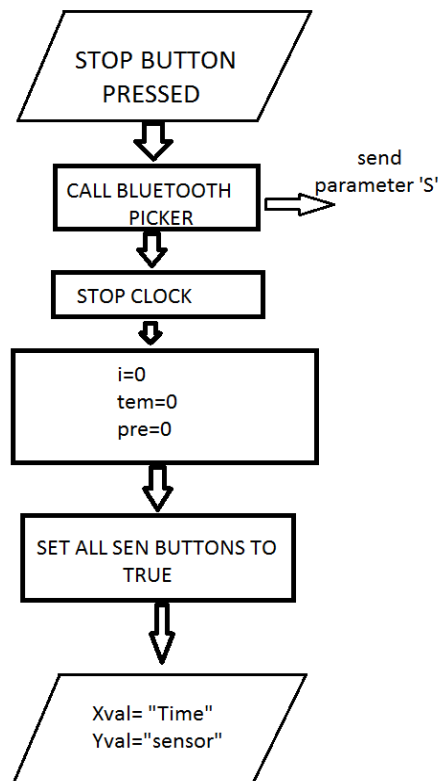 STOP BUTTON
PRESSED
CALL BLUETOOTH
PICKER
send
parameter 'S'
STOP CLOCK
i=0
tem=0
pre=0
SET ALL SEN BUTTONS TO
TRUE
Xval= "Time"
Yval="sensor"